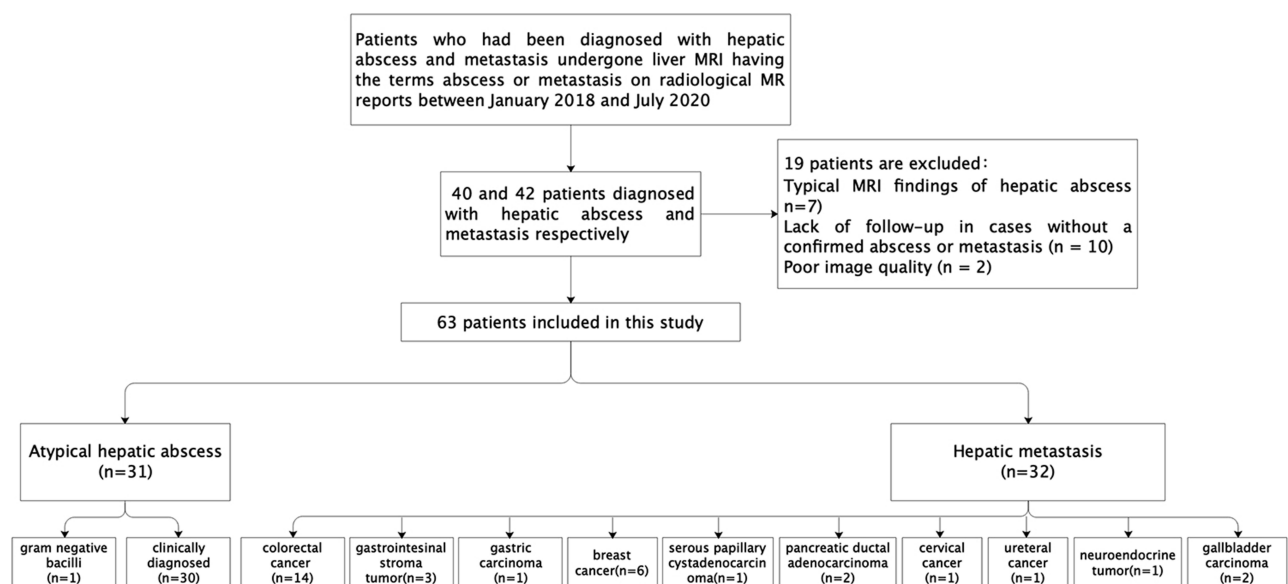 Patients who had been diagnosed with hepatic
abscess and metastasis undergone liver MRI having
the terms abscess or metastasis on radiological MR
reports between January 2018 and July 2020
40 and 42 patients diagnosed
with hepatic abscess and
metastasis respectively
19 patients are excluded:
Typical MRI findings of hepatic abscess
n=7)
Lack of follow-up in cases without a
confirmed abscess or metastasis (n = 10)
Poor image quality (n = 2)
63 patients included in this study
Atypical hepatic abscess
(n=31)
Hepatic metastasis
(n=32)
gram negative
bacilli
(n=1)
clinically
diagnosed
(n=30)
colorectal
cancer
(n=14)
gastrointestinal
stroma
tumor(n=3)
gastric
carcinoma
(n=1)
breast
cancer(n=6)
serous papillary
cystadenocarcin
oma(n=1)
pancreatic ductal
adenocarcinoma
(n=2)
cervical
cancer
(n=1)
ureteral
cancer
(n=1)
neuroendocrine
tumor(n=1)
gallbladder
carcinoma
(n=2)